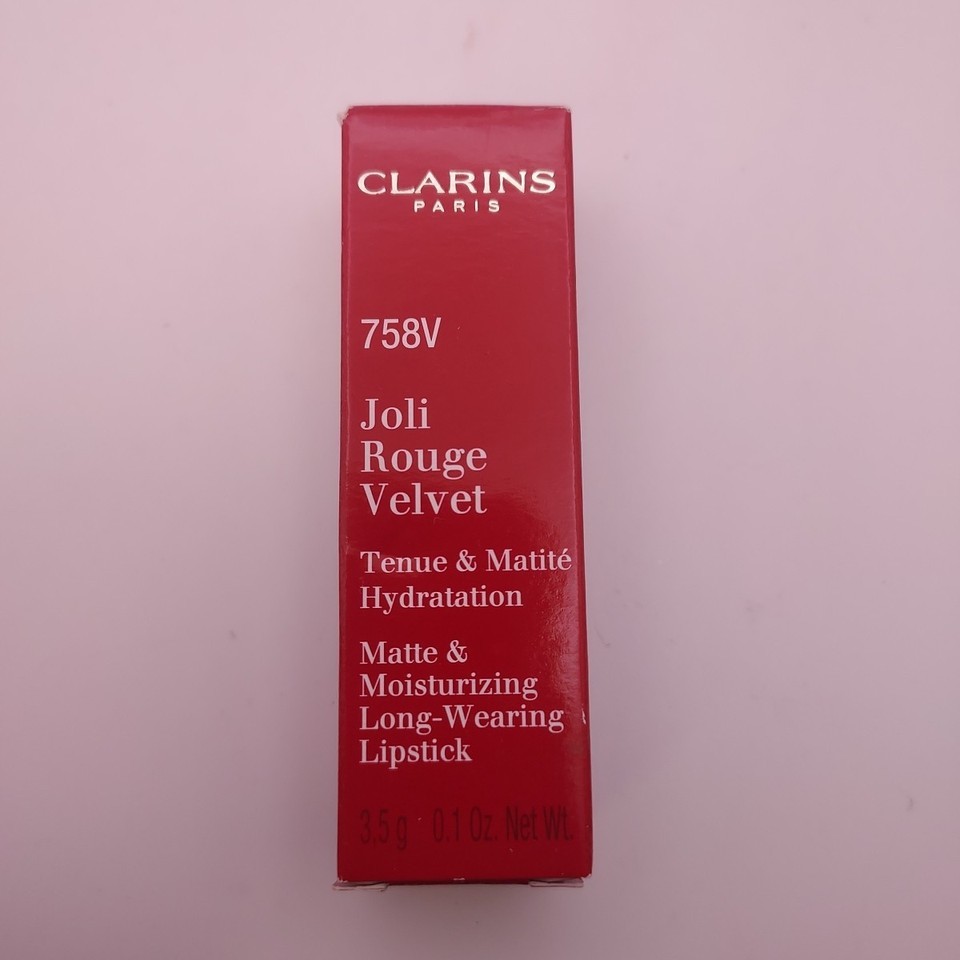 CLARINS
PARIS
758V
Joli
Rouge
Velvet
Tenue & Matité
Hydratation
Matte &
Moisturizing
Long-Wearing
Lipstick
3.5 g 0.1 Oz. Net Wt.